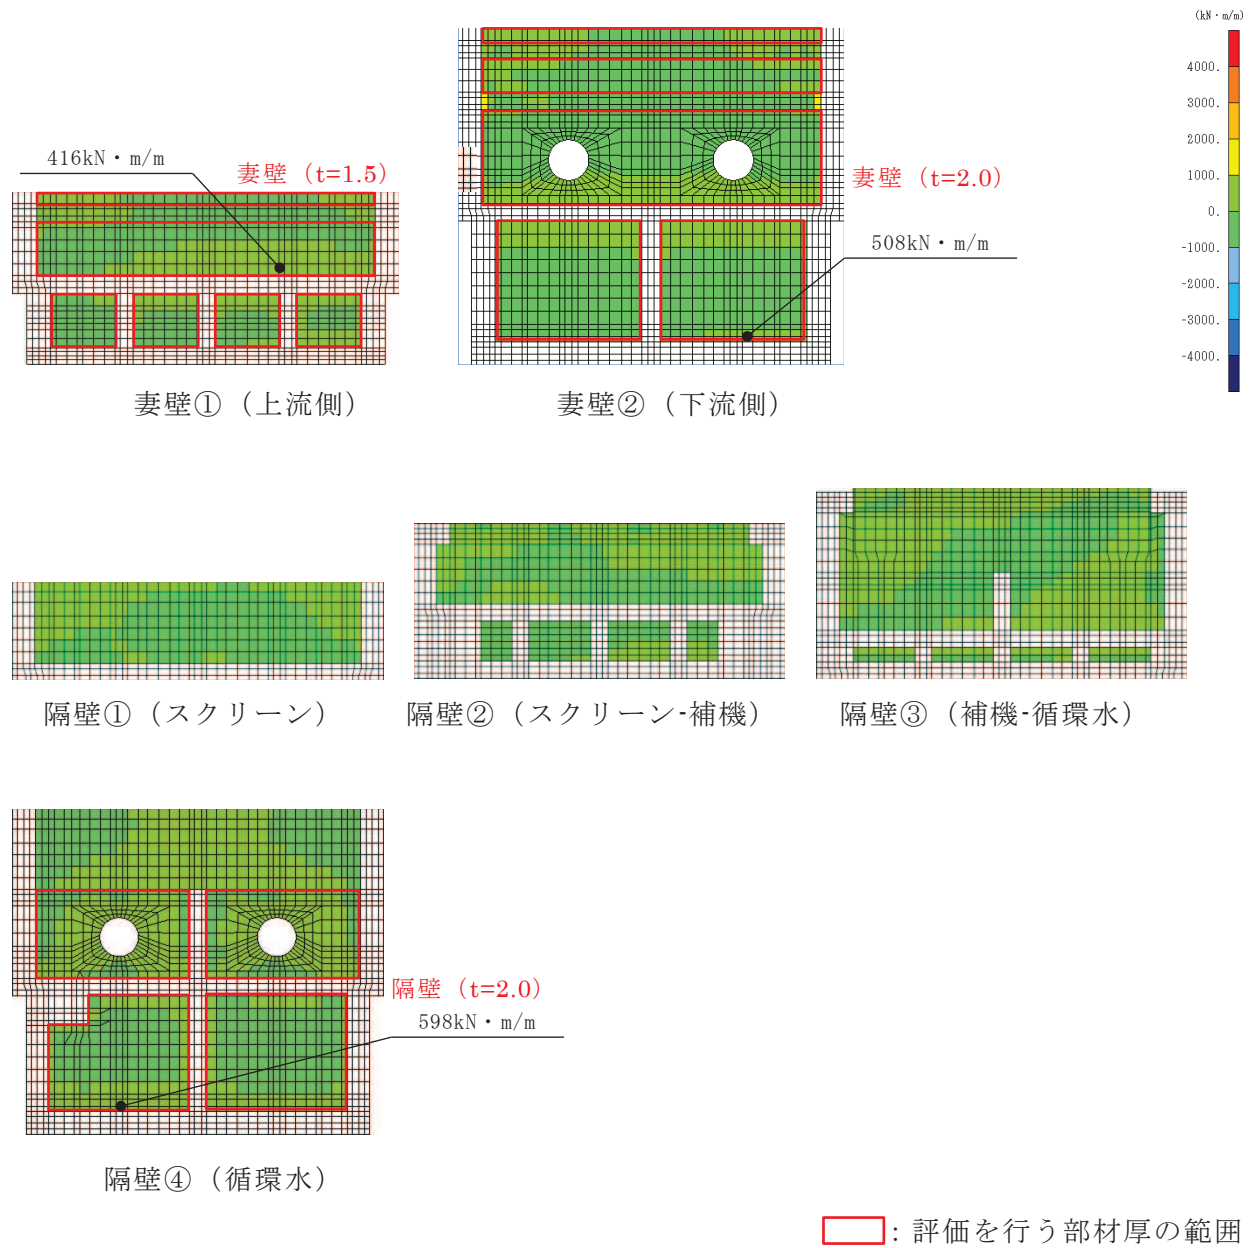 (kN・m/m)
4000.
3000.
2000.
1000.
0.
-1000.
-2000.
-3000.
-4000.
416kN・m/m
妻壁（t=1.5）
妻壁（t=2.0）
508kN・m/m
妻壁①（上流側）
妻壁②（下流側）
隔壁①（スクリーン）
隔壁②（スクリーン-補機）
隔壁③（補機-循環水）
隔壁（t=2.0）
598kN・m/m
隔壁④（循環水）
：評価を行う部材厚の範囲